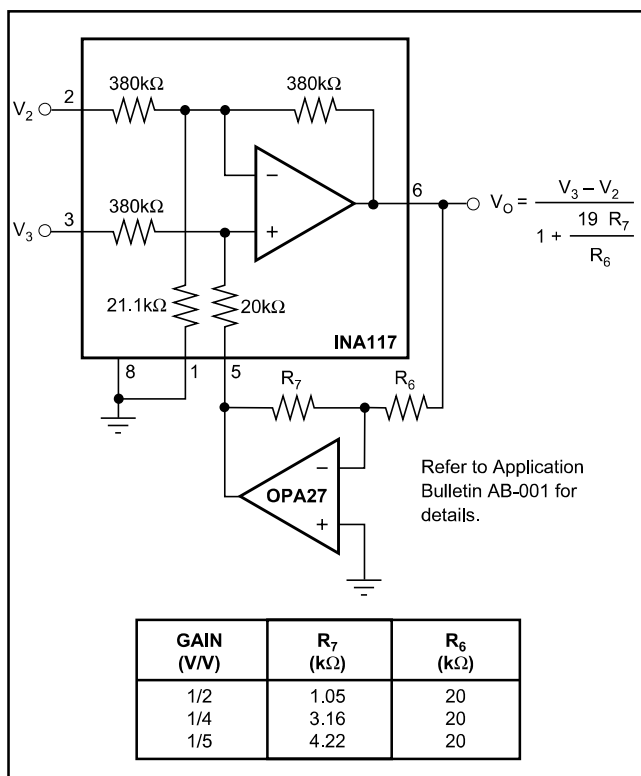 380kΩ 380kΩ
V2 2
6
VO = V3 – V2
1 + 19 R7
R6
–
380kΩ
V3 3
+
21.1kΩ 20kΩ
INA117
8 1 5
R7 R6
–
OPA27
+
Refer to Application
Bulletin AB-001 for
details.
GAIN
(V/V) R7
(kΩ) R6
(kΩ)
1/2 1.05 20
1/4 3.16 20
1/5 4.22 20